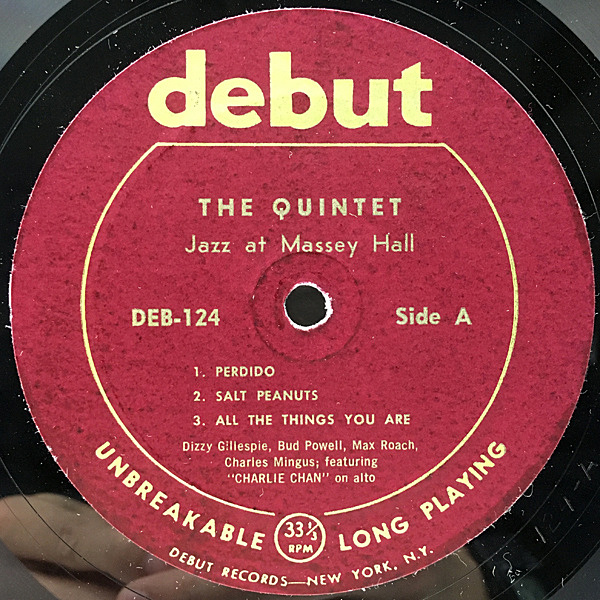 debut
THE QUINTET
Jazz at Massey Hall
DEB-124
Side A
1. PERDIDO
2. SALT PEANUTS
3. ALL THE THINGS YOU ARE
Dizzy Gillespie, Bud Powell, Max Roach,
Charles Mingus; featuring
"CHARLIE CHAN" on alto
UNBREAKABLE 33⅓ RPM LONG PLAYING
DEBUT RECORDS—NEW YORK, N.Y.